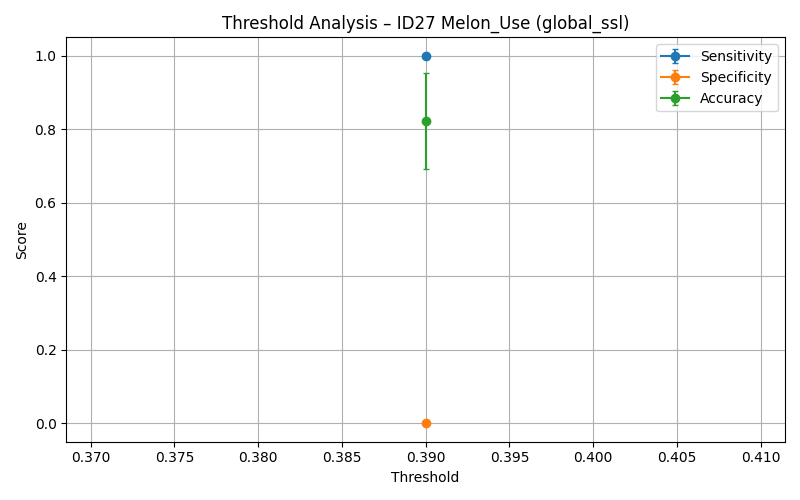 Threshold Analysis – ID27 Melon_Use (global_ssl)
Sensitivity
Specificity
Accuracy
Score
1.0
0.8
0.6
0.4
0.2
0.0
0.370 0.375 0.380 0.385 0.390 0.395 0.400 0.405 0.410
Threshold